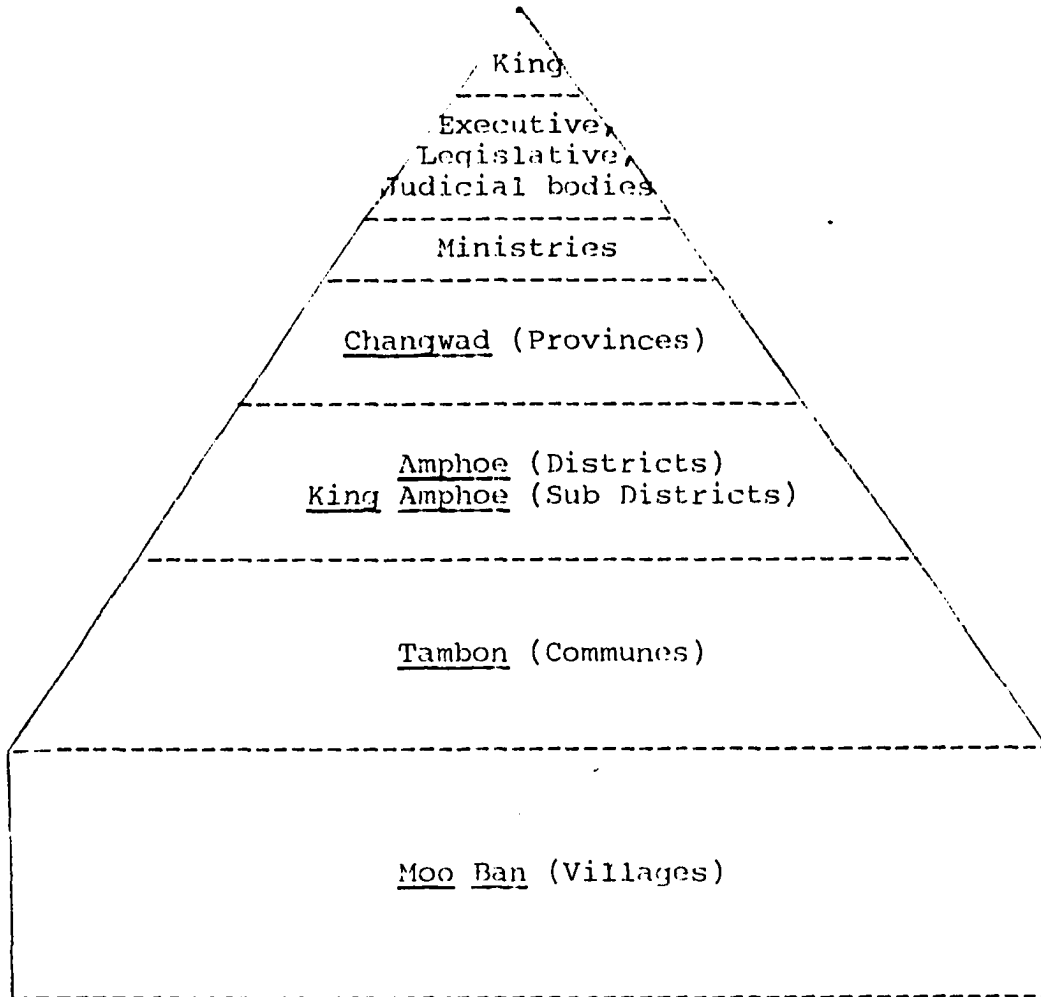 King
Executive,
Legislative,
Judicial bodies
Ministries
Changwad (Provinces)
Amphoe (Districts)
King Amphoe (Sub Districts)
Tambon (Communes)
Moo Ban (Villages)